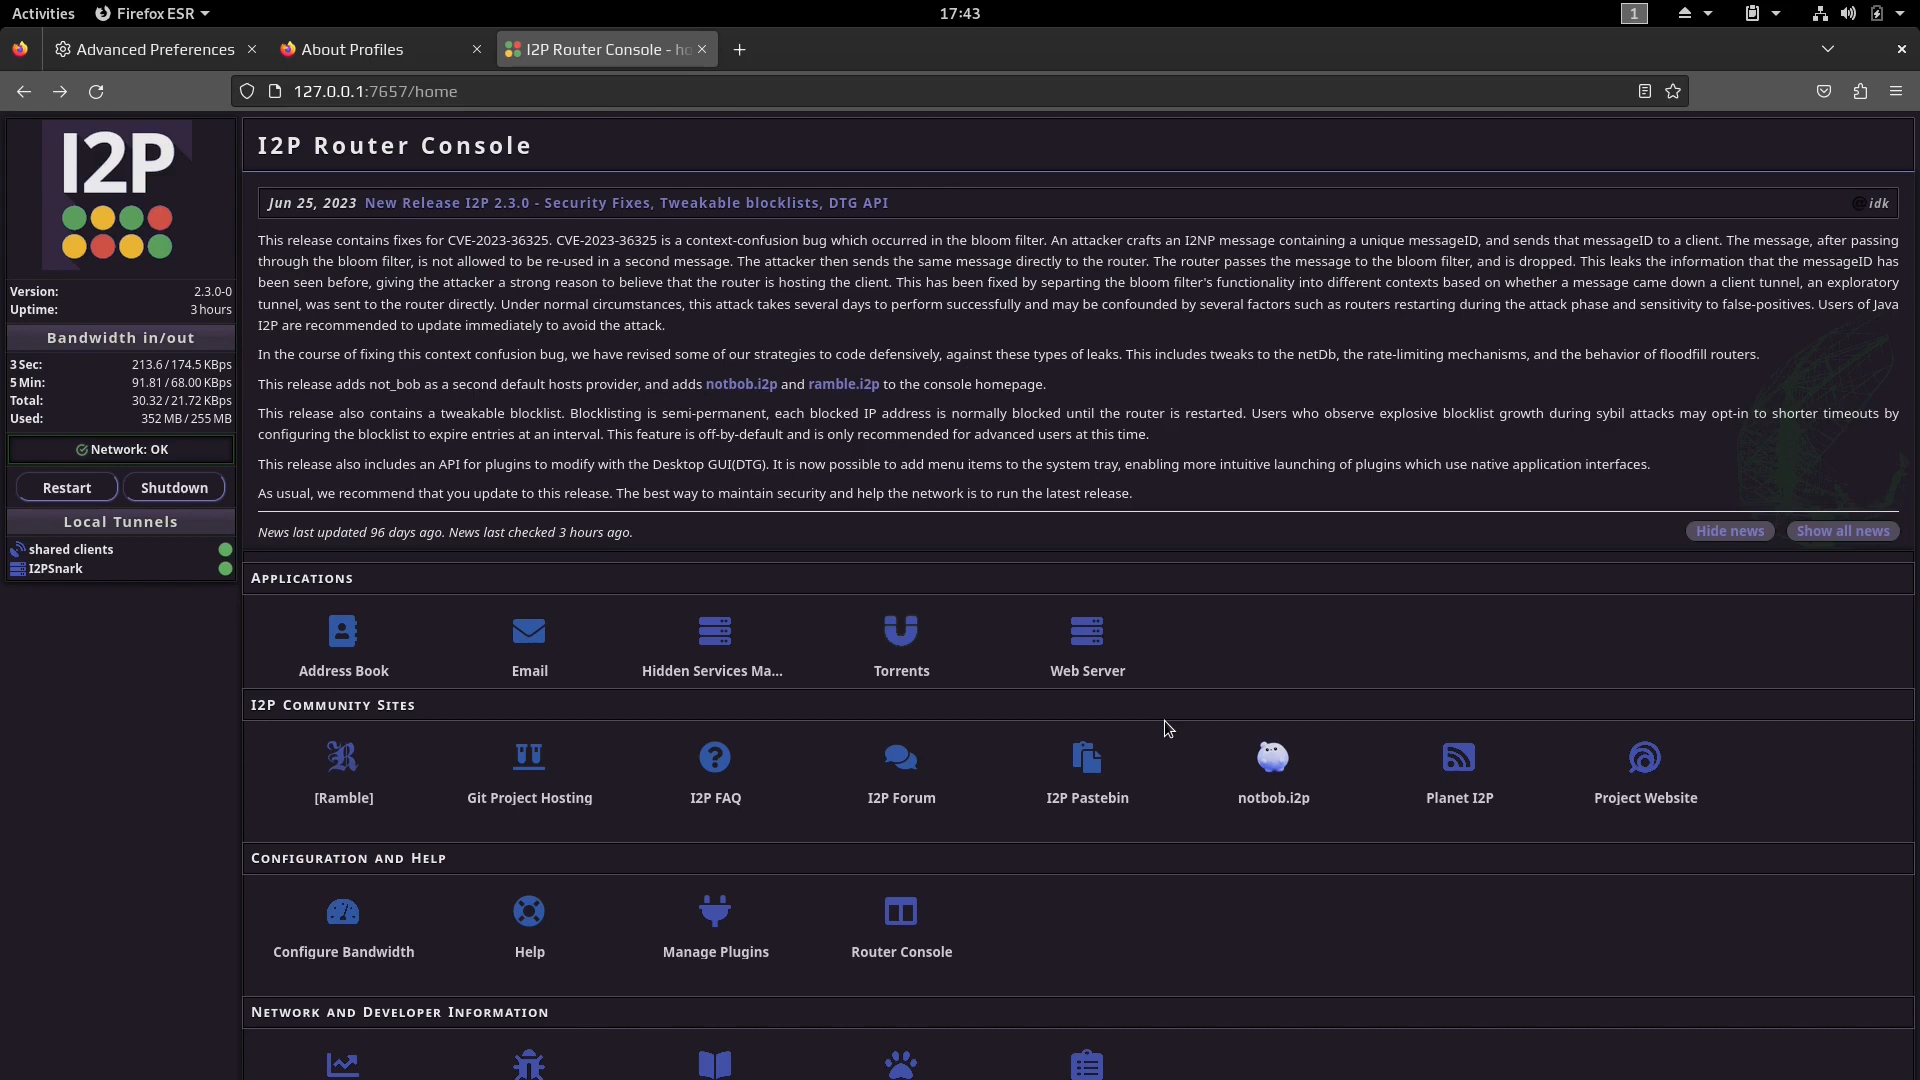 Activities Firefox ESR 17:43 1
Advanced Preferences About Profiles I2P Router Console - ho
127.0.0.1:7657/home
I2P
Version: 2.3.0-0
Uptime: 3 hours
Bandwidth in/out
3 Sec: 213.6 / 174.5 KBps
5 Min: 91.81 / 68.00 KBps
Total: 30.32 / 21.72 KBps
Used: 352 MB / 255 MB
Network: OK
Restart Shutdown
Local Tunnels
shared clients
I2PSnark
I2P Router Console
Jun 25, 2023 New Release I2P 2.3.0 - Security Fixes, Tweakable blocklists, DTG API @idk
This release contains fixes for CVE-2023-36325. CVE-2023-36325 is a context-confusion bug which occurred in the bloom filter. An attacker crafts an I2NP message containing a unique messageID, and sends that messageID to a client. The message, after passing
through the bloom filter, is not allowed to be re-used in a second message. The attacker then sends the same message directly to the router. The router passes the message to the bloom filter, and is dropped. This leaks the information that the messageID has
been seen before, giving the attacker a strong reason to believe that the router is hosting the client. This has been fixed by separting the bloom filter's functionality into different contexts based on whether a message came down a client tunnel, an exploratory
tunnel, was sent to the router directly. Under normal circumstances, this attack takes several days to perform successfully and may be confounded by several factors such as routers restarting during the attack phase and sensitivity to false-positives. Users of Java
I2P are recommended to update immediately to avoid the attack.
In the course of fixing this context confusion bug, we have revised some of our strategies to code defensively, against these types of leaks. This includes tweaks to the netDb, the rate-limiting mechanisms, and the behavior of floodfill routers.
This release adds not_bob as a second default hosts provider, and adds notbob.i2p and ramble.i2p to the console homepage.
This release also contains a tweakable blocklist. Blocklisting is semi-permanent, each blocked IP address is normally blocked until the router is restarted. Users who observe explosive blocklist growth during sybil attacks may opt-in to shorter timeouts by
configuring the blocklist to expire entries at an interval. This feature is off-by-default and is only recommended for advanced users at this time.
This release also includes an API for plugins to modify with the Desktop GUI(DTG). It is now possible to add menu items to the system tray, enabling more intuitive launching of plugins which use native application interfaces.
As usual, we recommend that you update to this release. The best way to maintain security and help the network is to run the latest release.
News last updated 96 days ago. News last checked 3 hours ago. Hide news Show all news
Applications
Address Book Email Hidden Services Ma... Torrents Web Server
I2P Community Sites
[Ramble] Git Project Hosting I2P FAQ I2P Forum I2P Pastebin notbob.i2p Planet I2P Project Website
Configuration and Help
Configure Bandwidth Help Manage Plugins Router Console
Network and Developer Information